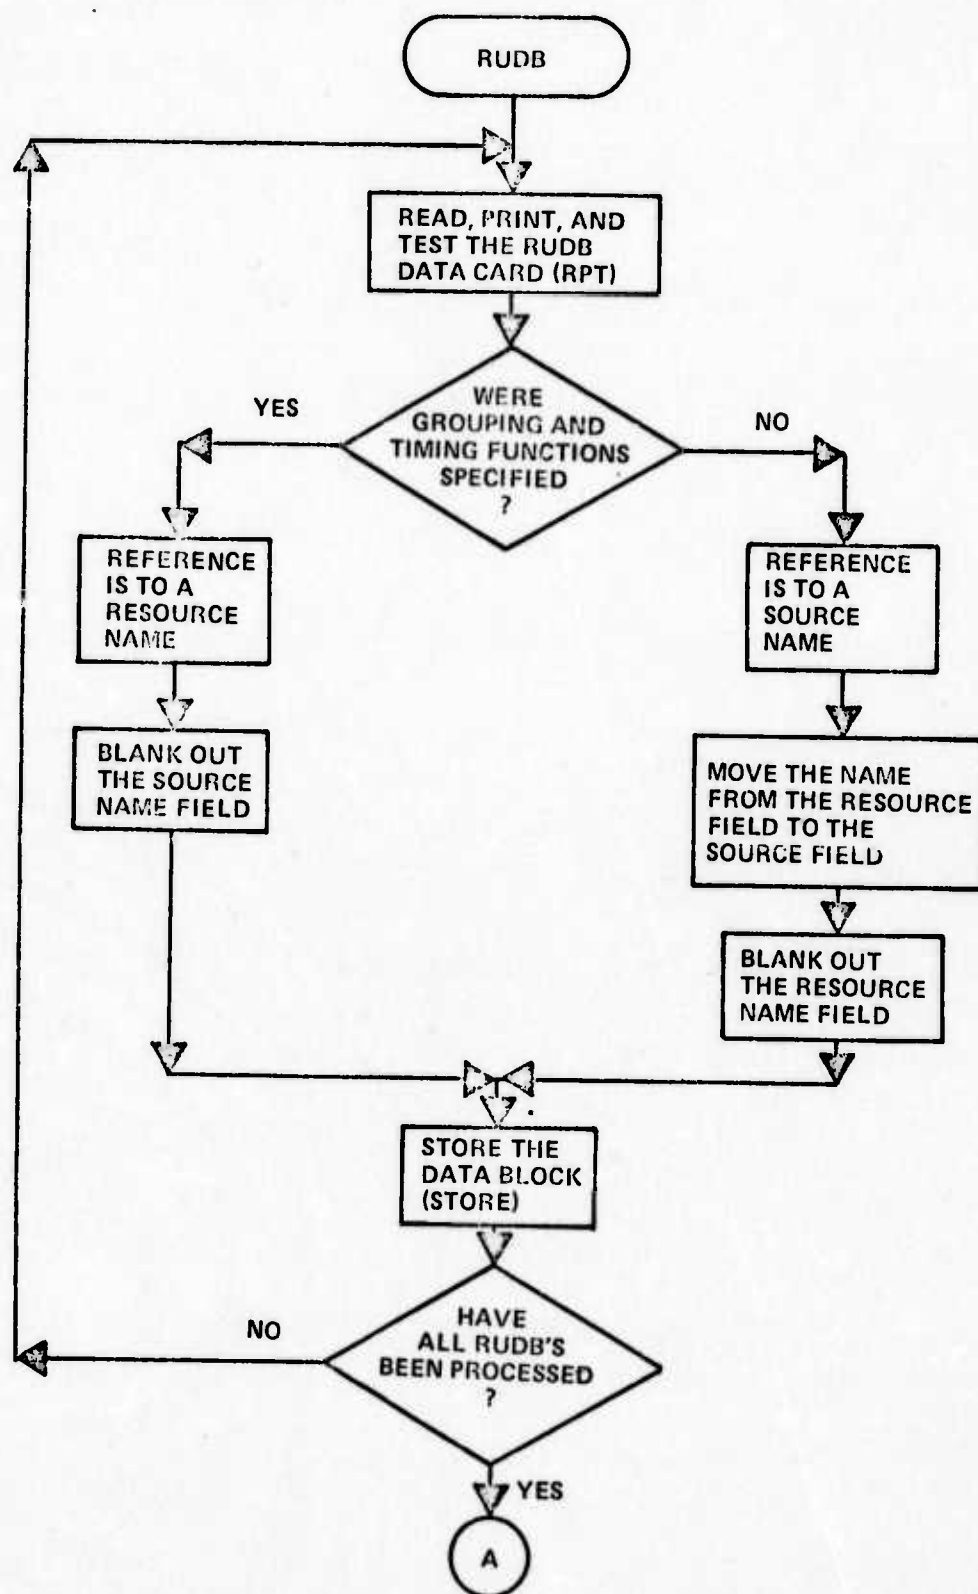 RUDB
READ, PRINT, AND
TEST THE RUDB
DATA CARD (RPT)
WERE
GROUPING AND
TIMING FUNCTIONS
SPECIFIED
?
YES
NO
REFERENCE
IS TO A
RESOURCE
NAME
BLANK OUT
THE SOURCE
NAME FIELD
REFERENCE
IS TO A
SOURCE
NAME
MOVE THE NAME
FROM THE RESOURCE
FIELD TO THE
SOURCE FIELD
BLANK OUT
THE RESOURCE
NAME FIELD
STORE THE
DATA BLOCK
(STORE)
HAVE
ALL RUDB'S
BEEN PROCESSED
?
NO
YES
A